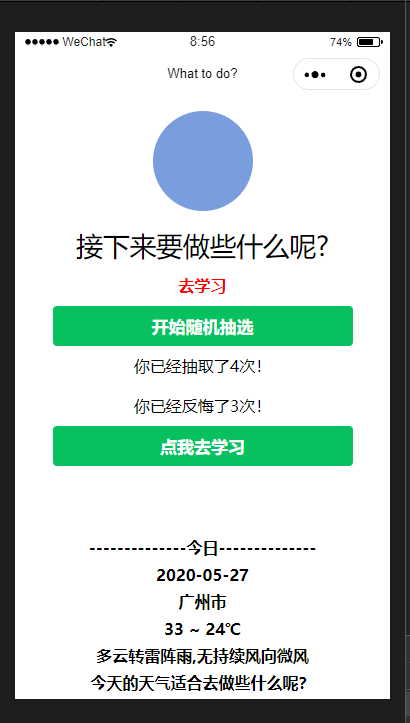 WeChat 8:56 74%
What to do?
接下来要做些什么呢?
去学习
开始随机抽选
你已经抽取了4次!
你已经反悔了3次!
点我去学习
--------------今日--------------
2020-05-27
广州市
33 ~ 24℃
多云转雷阵雨,无持续风向微风
今天的天气适合去做些什么呢?